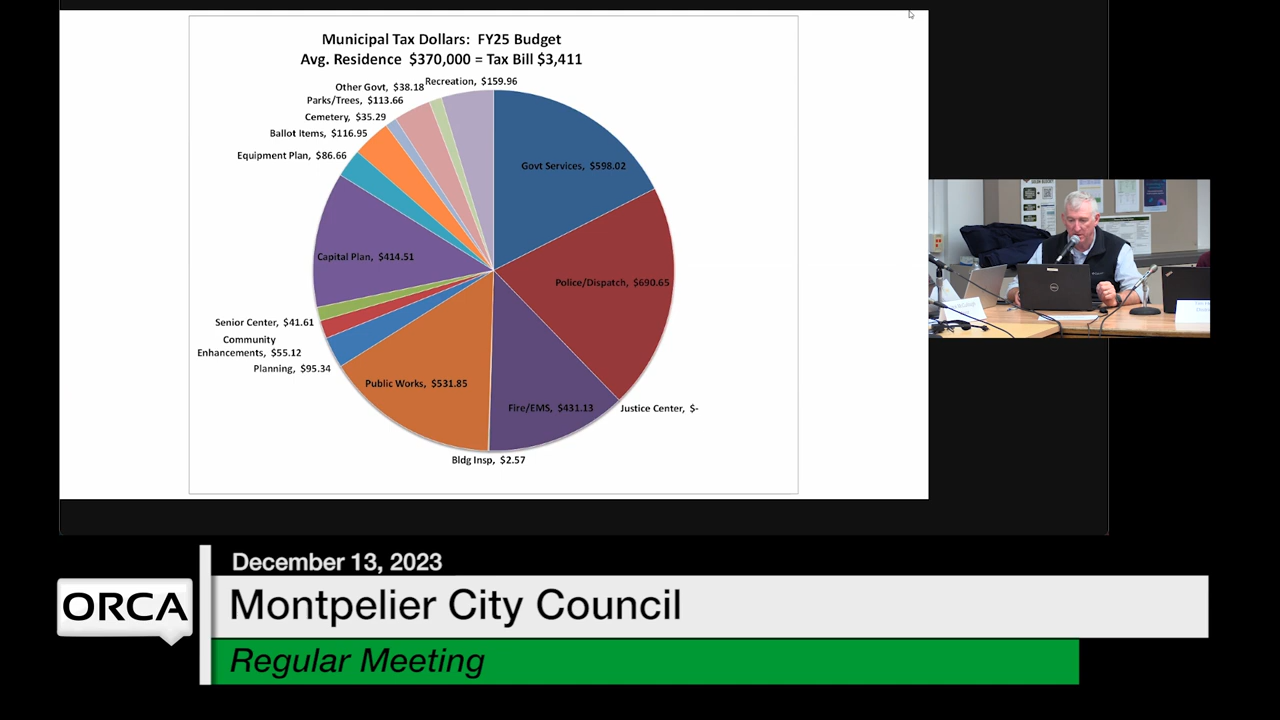 Municipal Tax Dollars: FY25 Budget
Avg. Residence $370,000 = Tax Bill $3,411
Recreation, $159.96
Other Govt, $38.18
Parks/Trees, $113.66
Cemetery, $35.29
Ballot Items, $116.95
Equipment Plan, $86.66
Govt Services, $598.02
Capital Plan, $414.51
Police/Dispatch, $690.65
Senior Center, $41.61
Community
Enhancements, $55.12
Planning, $95.34
Public Works, $531.85
Fire/EMS, $431.13
Justice Center, $-
Bldg Insp, $2.57
December 13, 2023
ORCA
Montpelier City Council
Regular Meeting